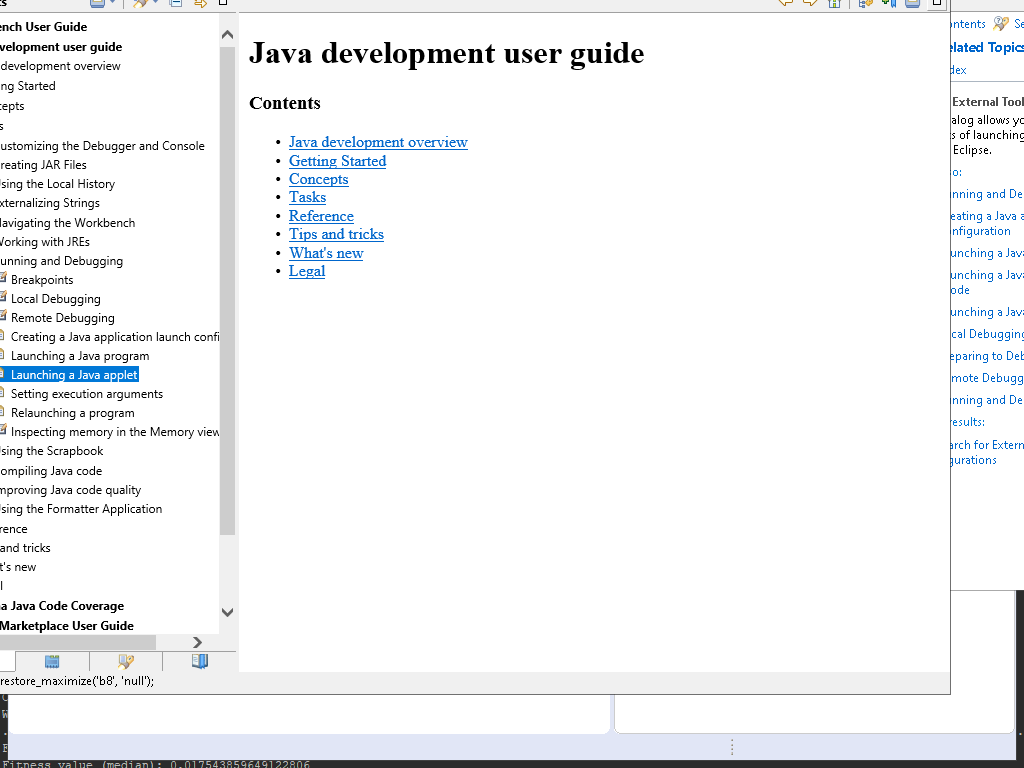 ench User Guide
velopment user guide
development overview
ng Started
epts
s
ustomizing the Debugger and Console
reating JAR Files
sing the Local History
xternalizing Strings
lavigating the Workbench
Working with JREs
unning and Debugging
Breakpoints
Local Debugging
Remote Debugging
Creating a Java application launch confi
Launching a Java program
Launching a Java applet
Setting execution arguments
Relaunching a program
Inspecting memory in the Memory view
sing the Scrapbook
ompiling Java code
mproving Java code quality
sing the Formatter Application
rence
and tricks
t's new
l
a Java Code Coverage
Marketplace User Guide
restore_maximize('b8', 'null');
Java development user guide
Contents
• Java development overview
• Getting Started
• Concepts
• Tasks
• Reference
• Tips and tricks
• What's new
• Legal
ontents Se
elated Topics
dex
External Tool
alog allows yo
s of launching
Eclipse.
o:
nning and De
eating a Java a
nfiguration
unching a Java
unching a Java
ode
unching a Java
cal Debugging
eparing to Deb
mote Debugg
nning and De
results:
arch for Extern
gurations
Fitness value (median): 0.017543859649122806